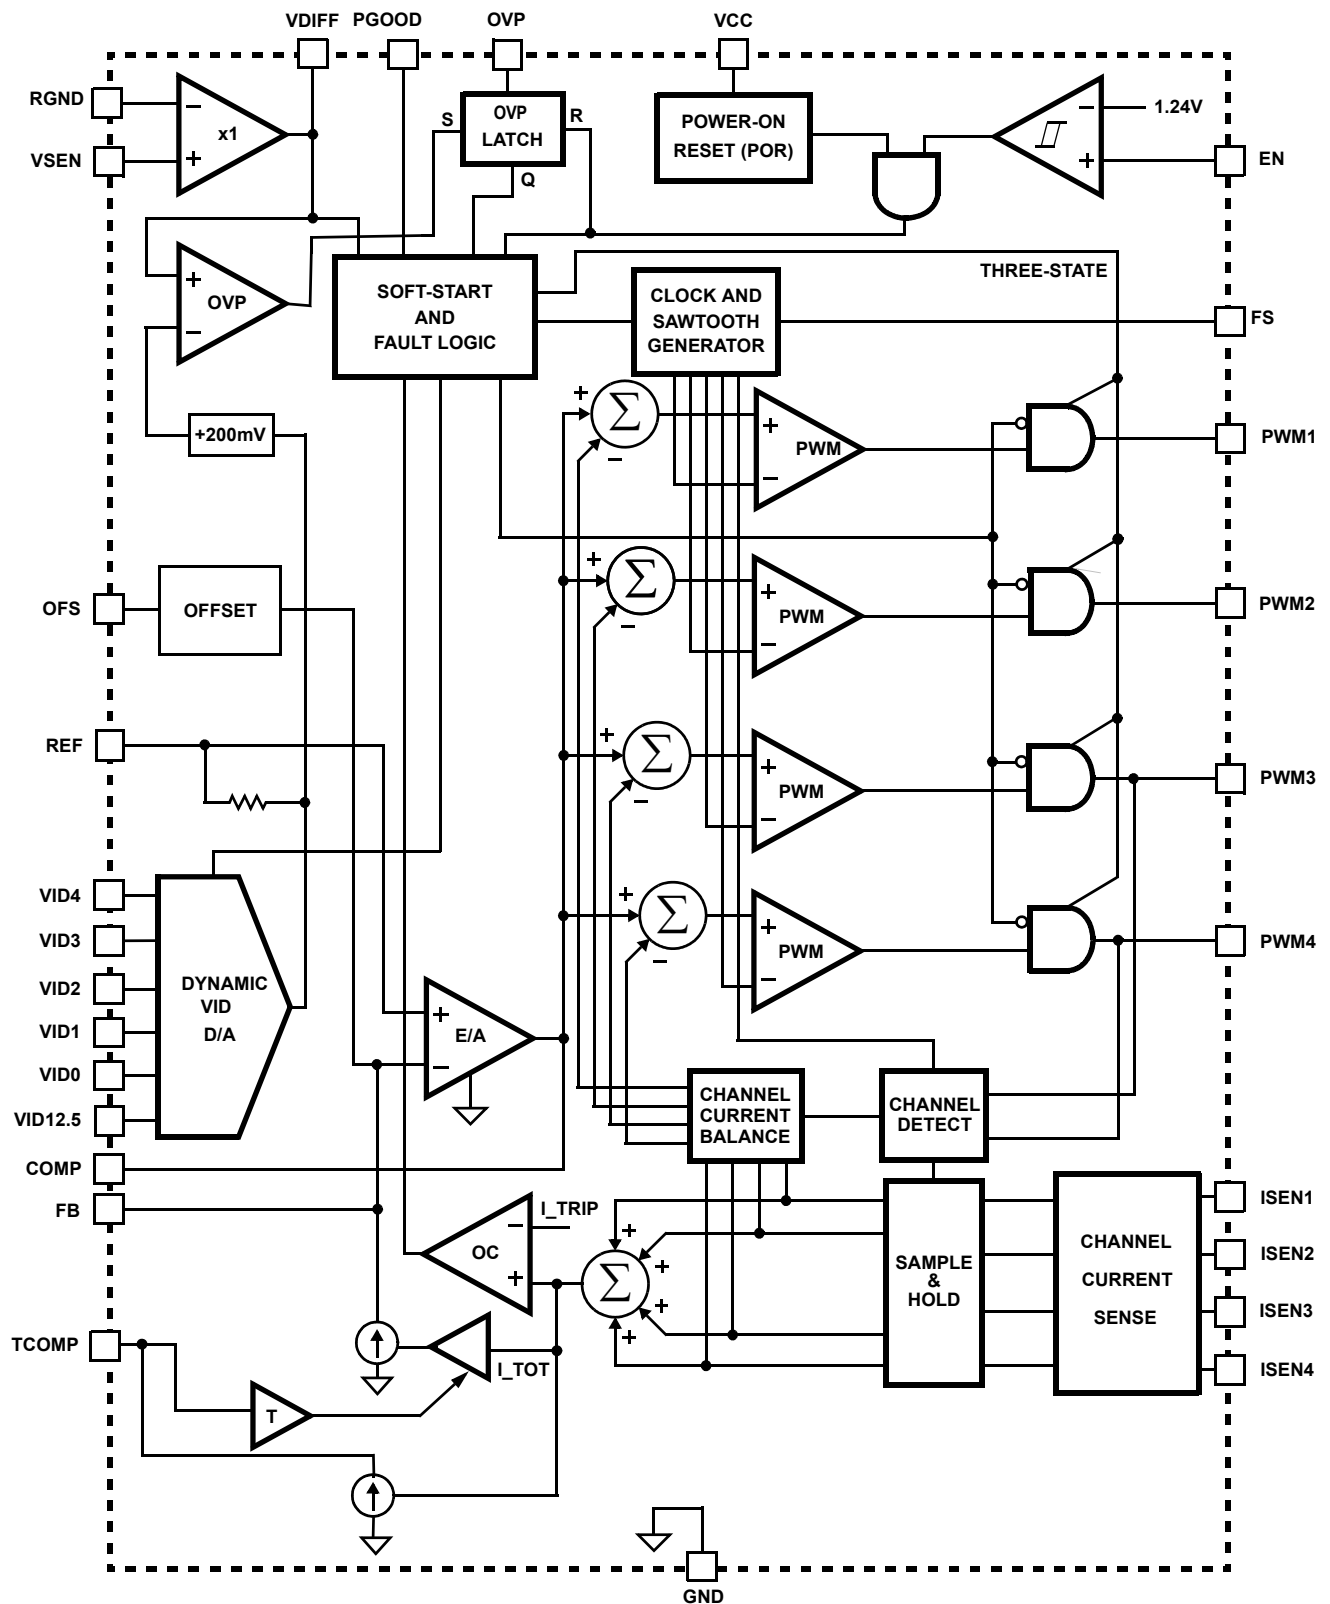 VDIFF PGOOD OVP VCC
RGND
VSEN
− x1 +
S
OVP
LATCH
R
Q
POWER-ON
RESET (POR)
− 1.24V
+
EN
+ OVP −
SOFT-START
AND
FAULT LOGIC
CLOCK AND
SAWTOOTH
GENERATOR
THREE-STATE
FS
+200mV
+ Σ −
+ PWM −
PWM1
OFS
OFFSET
+ Σ −
+ PWM −
PWM2
REF
+ Σ −
+ PWM −
PWM3
VID4
VID3
VID2
VID1
VID0
VID12.5
DYNAMIC
VID
D/A
+ Σ −
+ PWM −
PWM4
+ E/A −
CHANNEL
CURRENT
BALANCE
CHANNEL
DETECT
COMP
FB
− I_TRIP
OC
+
+ + Σ + +
SAMPLE
&
HOLD
CHANNEL
CURRENT
SENSE
ISEN1
ISEN2
ISEN3
ISEN4
TCOMP
I_TOT
T
GND